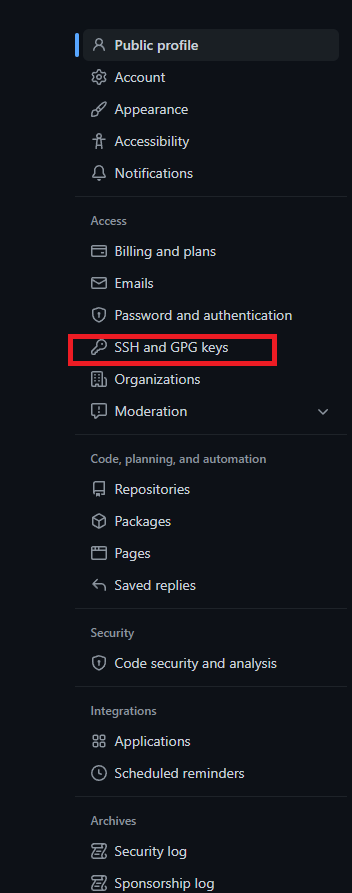 Public profile
Account
Appearance
Accessibility
Notifications
Access
Billing and plans
Emails
Password and authentication
SSH and GPG keys
Organizations
Moderation
Code, planning, and automation
Repositories
Packages
Pages
Saved replies
Security
Code security and analysis
Integrations
Applications
Scheduled reminders
Archives
Security log
Sponsorship log